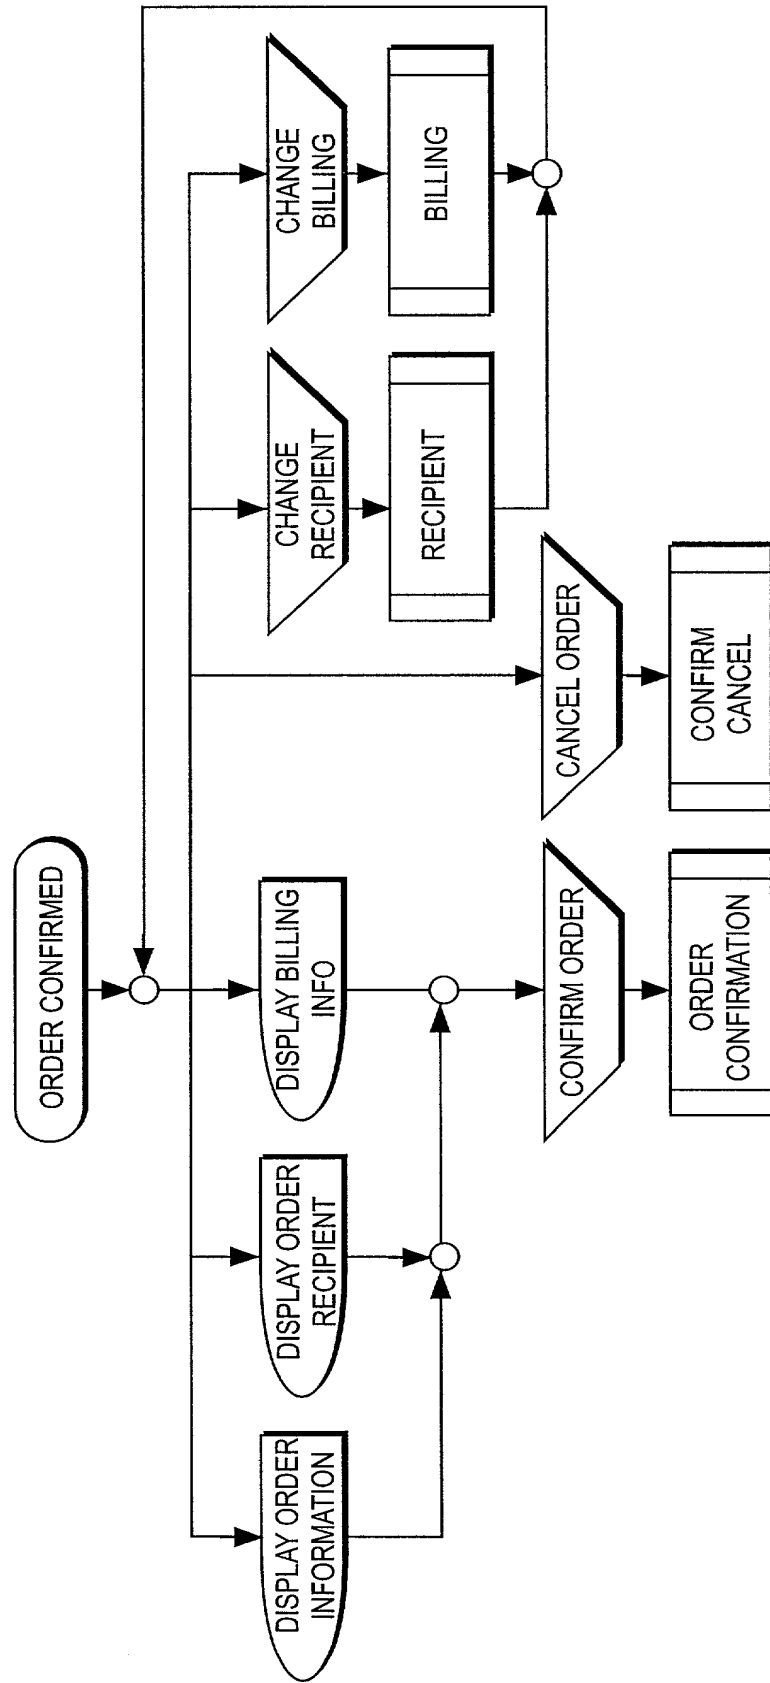 ORDER CONFIRMED
DISPLAY ORDER
INFORMATION
DISPLAY ORDER
RECIPIENT
DISPLAY BILLING
INFO
CHANGE
RECIPIENT
CHANGE
BILLING
RECIPIENT
BILLING
CONFIRM ORDER
CANCEL ORDER
ORDER
CONFIRMATION
CONFIRM
CANCEL